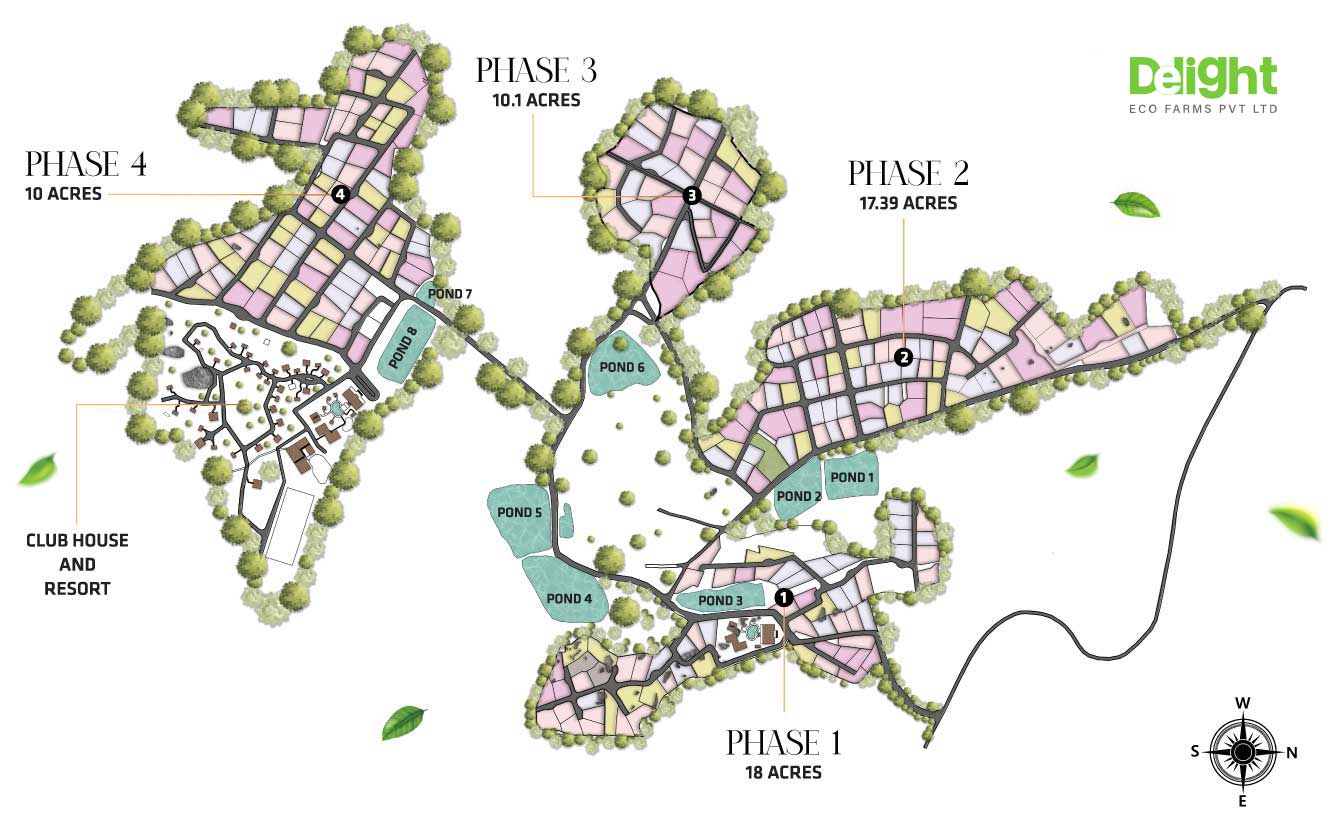 Delight
ECO FARMS PVT LTD
PHASE 3
10.1 ACRES
PHASE 4
10 ACRES
PHASE 2
17.39 ACRES
4
3
2
1
POND 7
POND 8
POND 6
POND 1
POND 2
POND 5
POND 4
POND 3
CLUB HOUSE
AND
RESORT
PHASE 1
18 ACRES
W
S
N
E